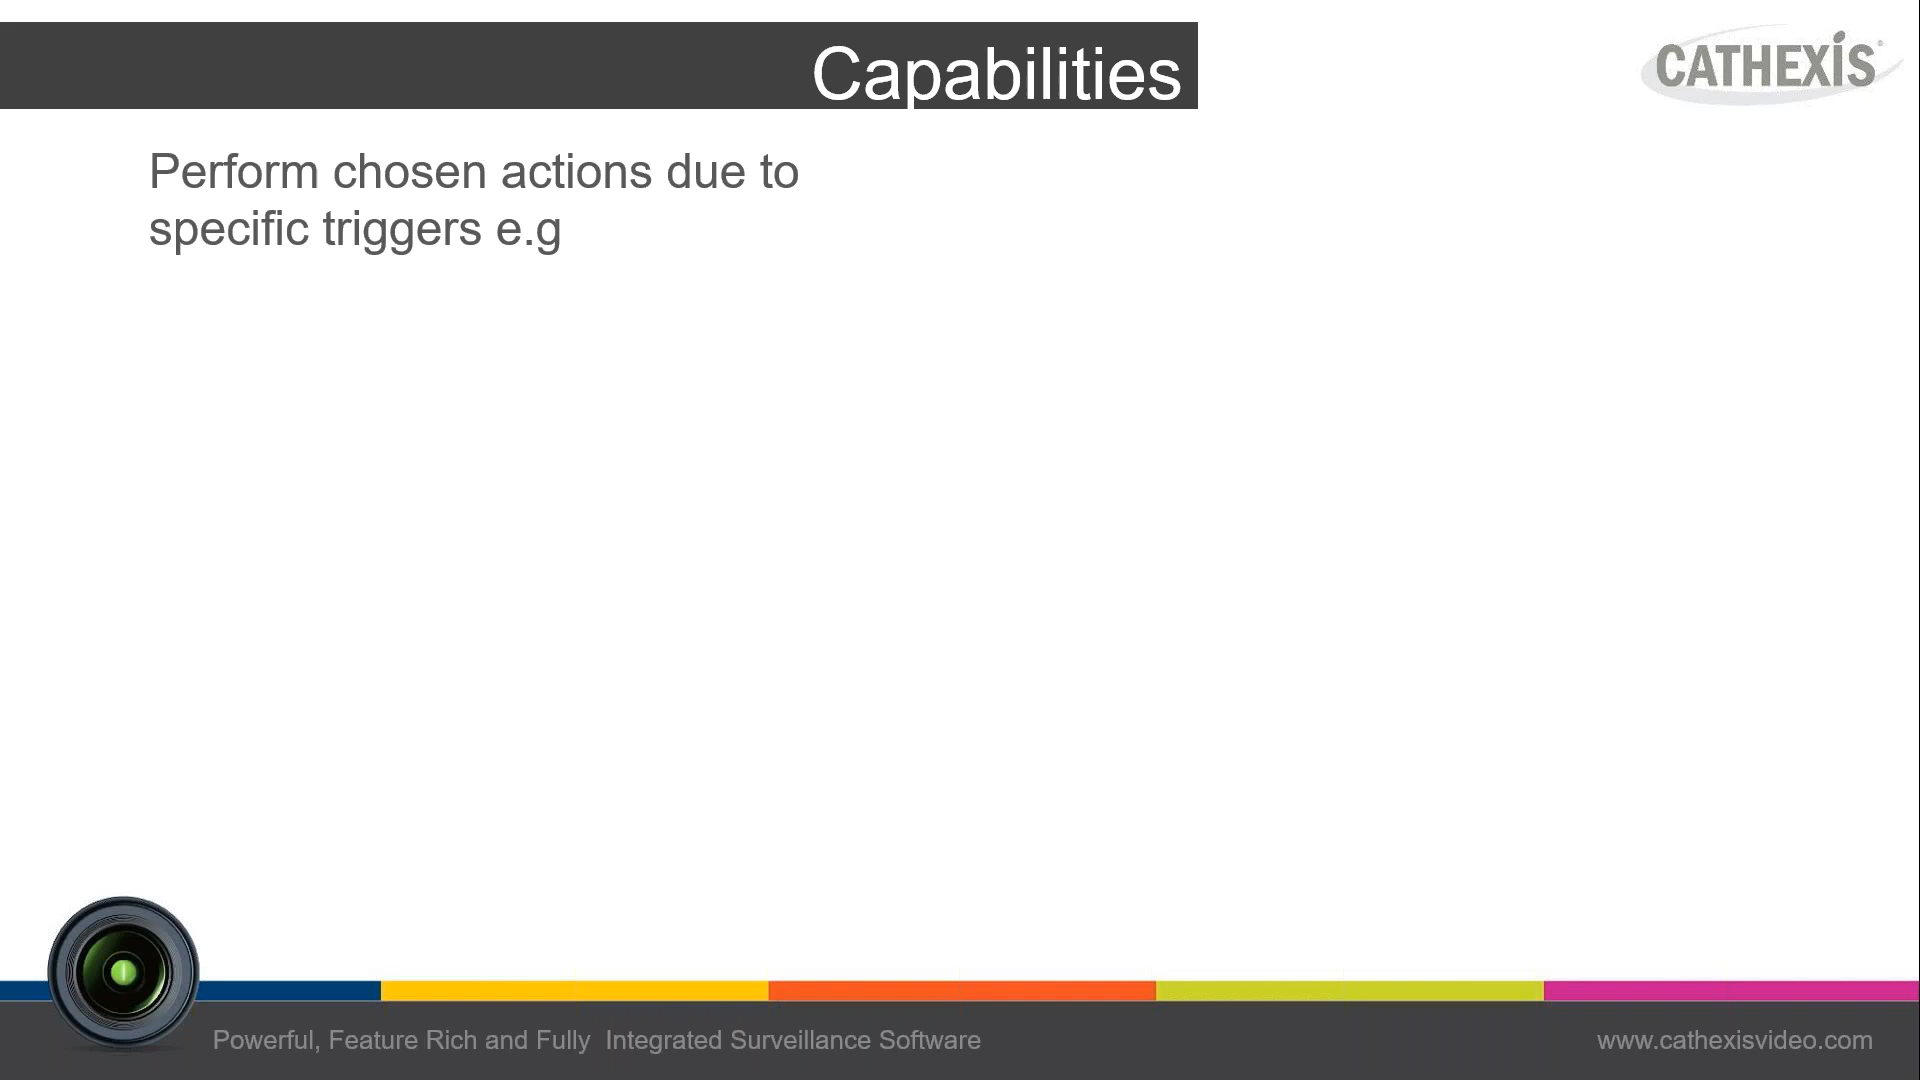 Capabilities
CATHEXIS®
Perform chosen actions due to
specific triggers e.g
Powerful, Feature Rich and Fully  Integrated Surveillance Software
www.cathexisvideo.com